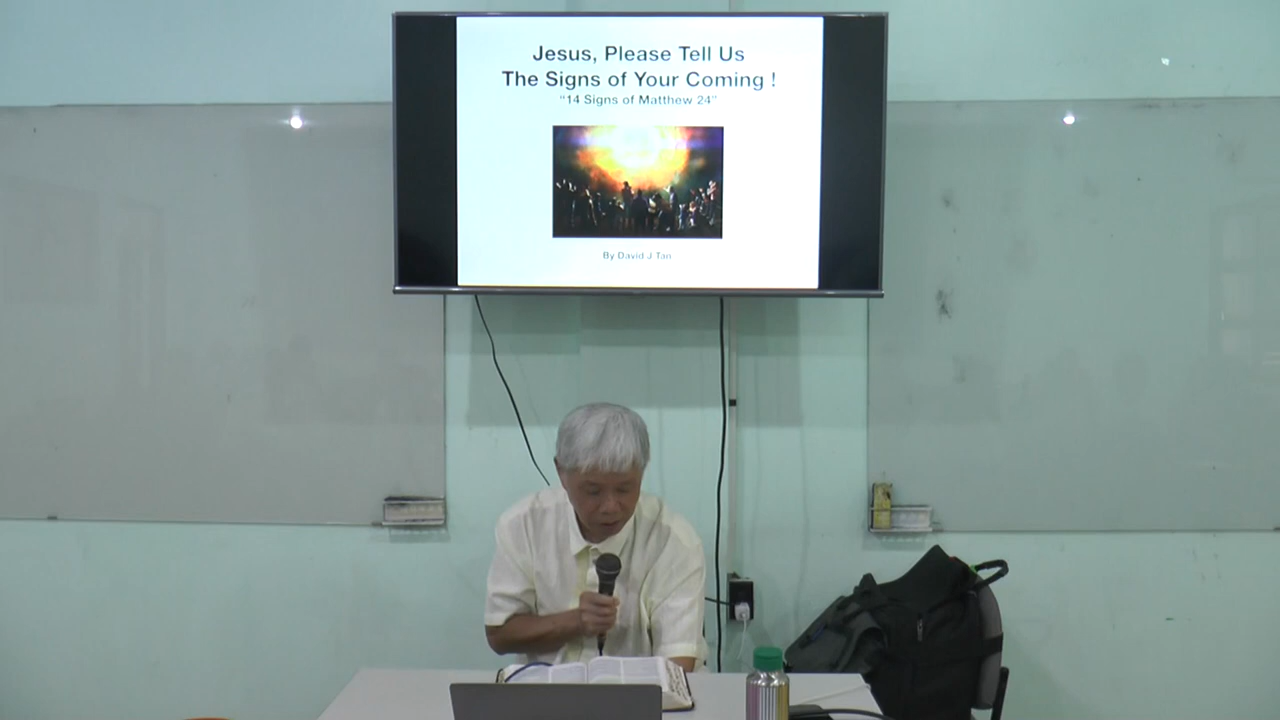 Jesus, Please Tell Us
The Signs of Your Coming !
"14 Signs of Matthew 24"
By David J Tan